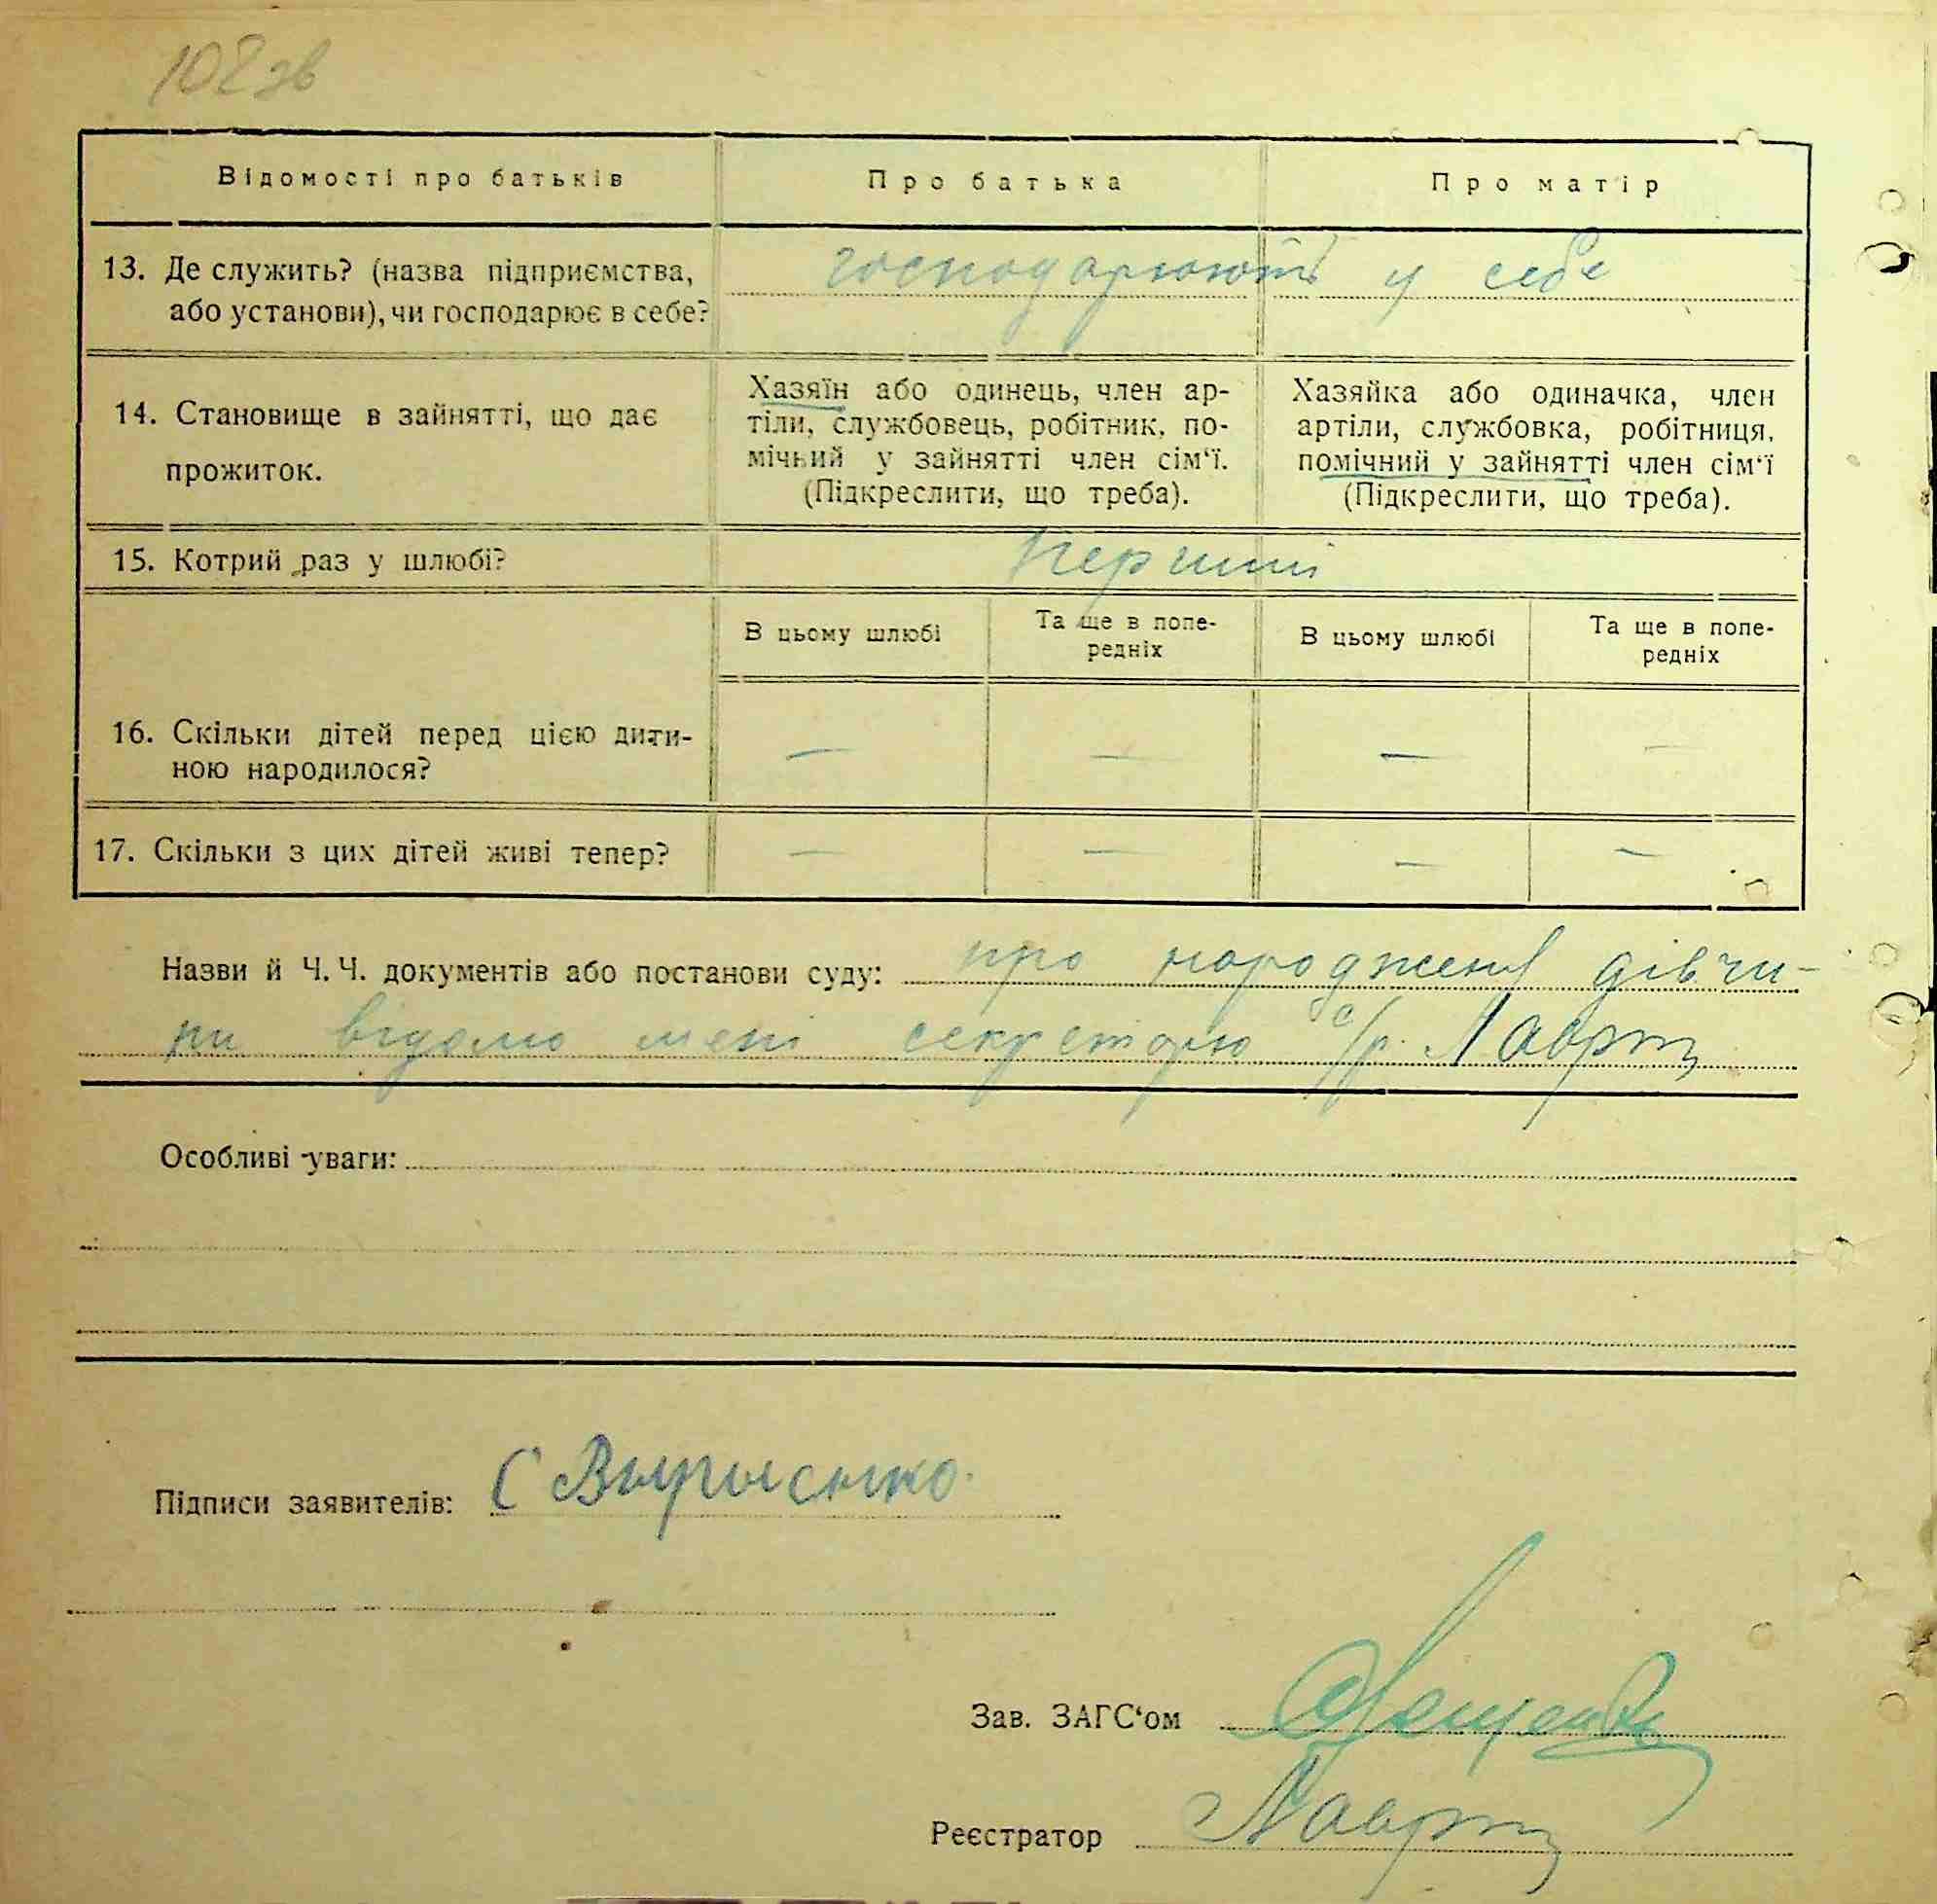 102зв
Відомості про батьків
Про батька
Про матір
13. Де служить? (назва підприємства,
або установи), чи господарює в себе?
господарюють у себе
14. Становище в зайнятті, що дає
прожиток.
Хазяїн або одинець, член ар-
тіли, службовець, робітник, по-
мічний у зайнятті член сім‘ї.
(Підкреслити, що треба).
Хазяйка або одиначка, член
артіли, службовка, робітниця,
помічний у зайнятті член сім‘ї
(Підкреслити, що треба).
15. Котрий раз у шлюбі?
перший
В цьому шлюбі
Та ще в попе-
редніх
В цьому шлюбі
Та ще в попе-
редніх
16. Скільки дітей перед цією дити-
ною народилося?
— — — —
17. Скільки з цих дітей живі тепер?
— — — —
Назви й Ч. Ч. документів або постанови суду: про народженя дівчи-
ни відомо мені секретарю с/р.
Особливі уваги:
Підписи заявителів:
Зав. ЗАГС‘ом
Реєстратор